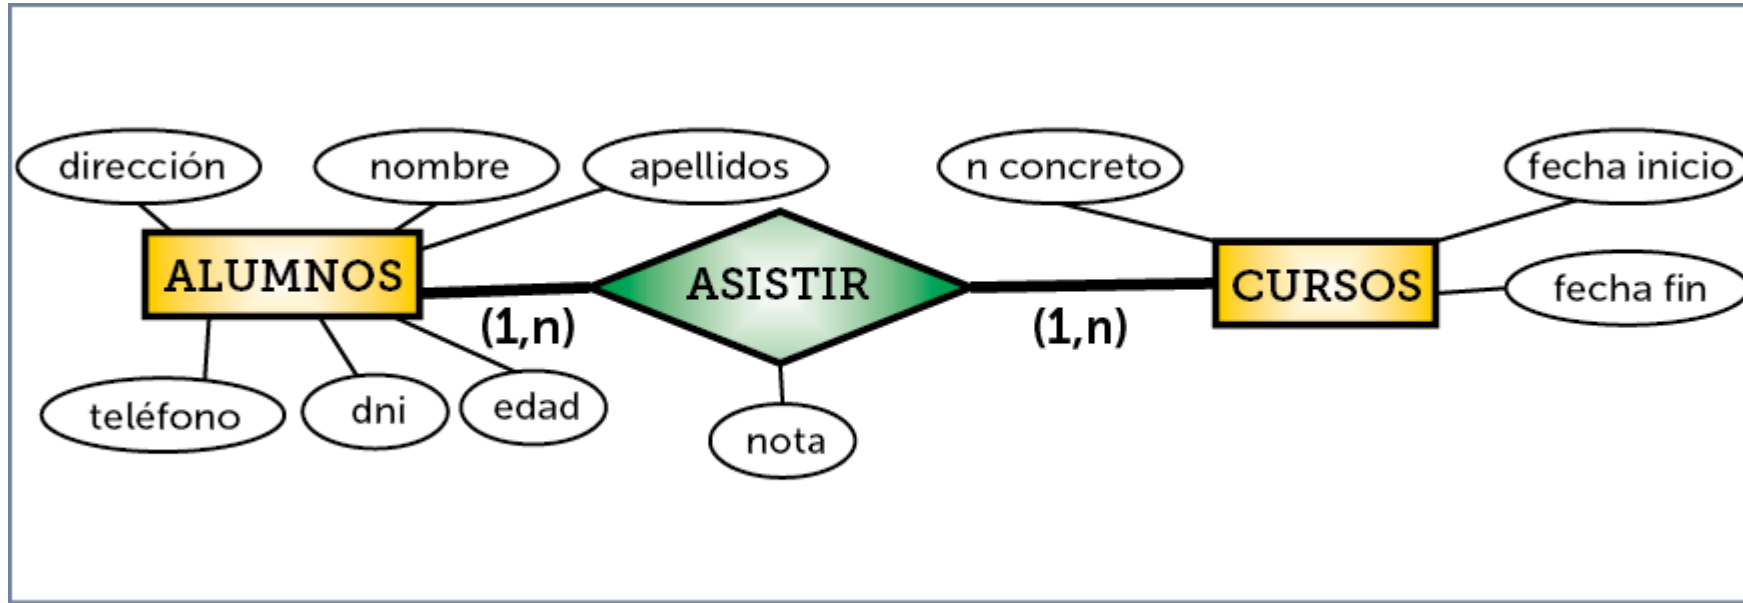 dirección
nombre
apellidos
n concreto
fecha inicio
ALUMNOS
ASISTIR
CURSOS
fecha fin
(1,n)
(1,n)
teléfono
dni
edad
nota